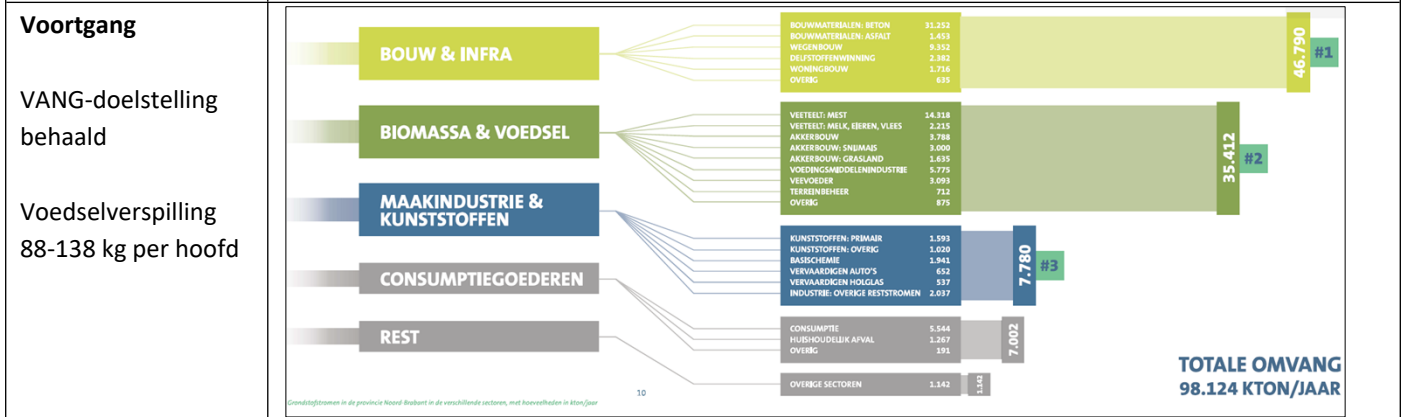 Voortgang
VANG-doelstelling
behaald
Voedselverspilling
88-138 kg per hoofd
BOUW & INFRA
BOUWMATERIALEN: BETON 31.252
BOUWMATERIALEN: ASFALT 1.453
WEGENBOUW 9.352
DELFSTOFFENWINNING 2.382
WONINGBOUW 1.716
OVERIG 635
46.790
#1
BIOMASSA & VOEDSEL
VEETEELT: MEST 14.318
VEETEELT: MELK, EIEREN, VLEES 2.215
AKKERBOUW 3.788
AKKERBOUW: SNIJMAIS 3.000
AKKERBOUW: GRASLAND 1.635
VOEDINGSMIDDELENINDUSTRIE 5.775
VEEVOEDER 3.093
TERREINBEHEER 712
OVERIG 875
35.412
#2
MAAKINDUSTRIE &
KUNSTSTOFFEN
KUNSTSTOFFEN: PRIMAIR 1.593
KUNSTSTOFFEN: OVERIG 1.020
BASISCHEMIE 1.941
VERVAARDIGEN AUTO'S 652
VERVAARDIGEN HOLGLAS 537
INDUSTRIE: OVERIGE RESTSTROMEN 2.037
7.780
#3
CONSUMPTIEGOEDEREN
CONSUMPTIE 5.544
HUISHOUDELIJK AFVAL 1.267
OVERIG 191
7.002
REST
OVERIGE SECTOREN 1.142
1.142
TOTALE OMVANG
98.124 KTON/JAAR
10
Grondstofstromen in de provincie Noord-Brabant in de verschillende sectoren, met hoeveelheden in kton/jaar